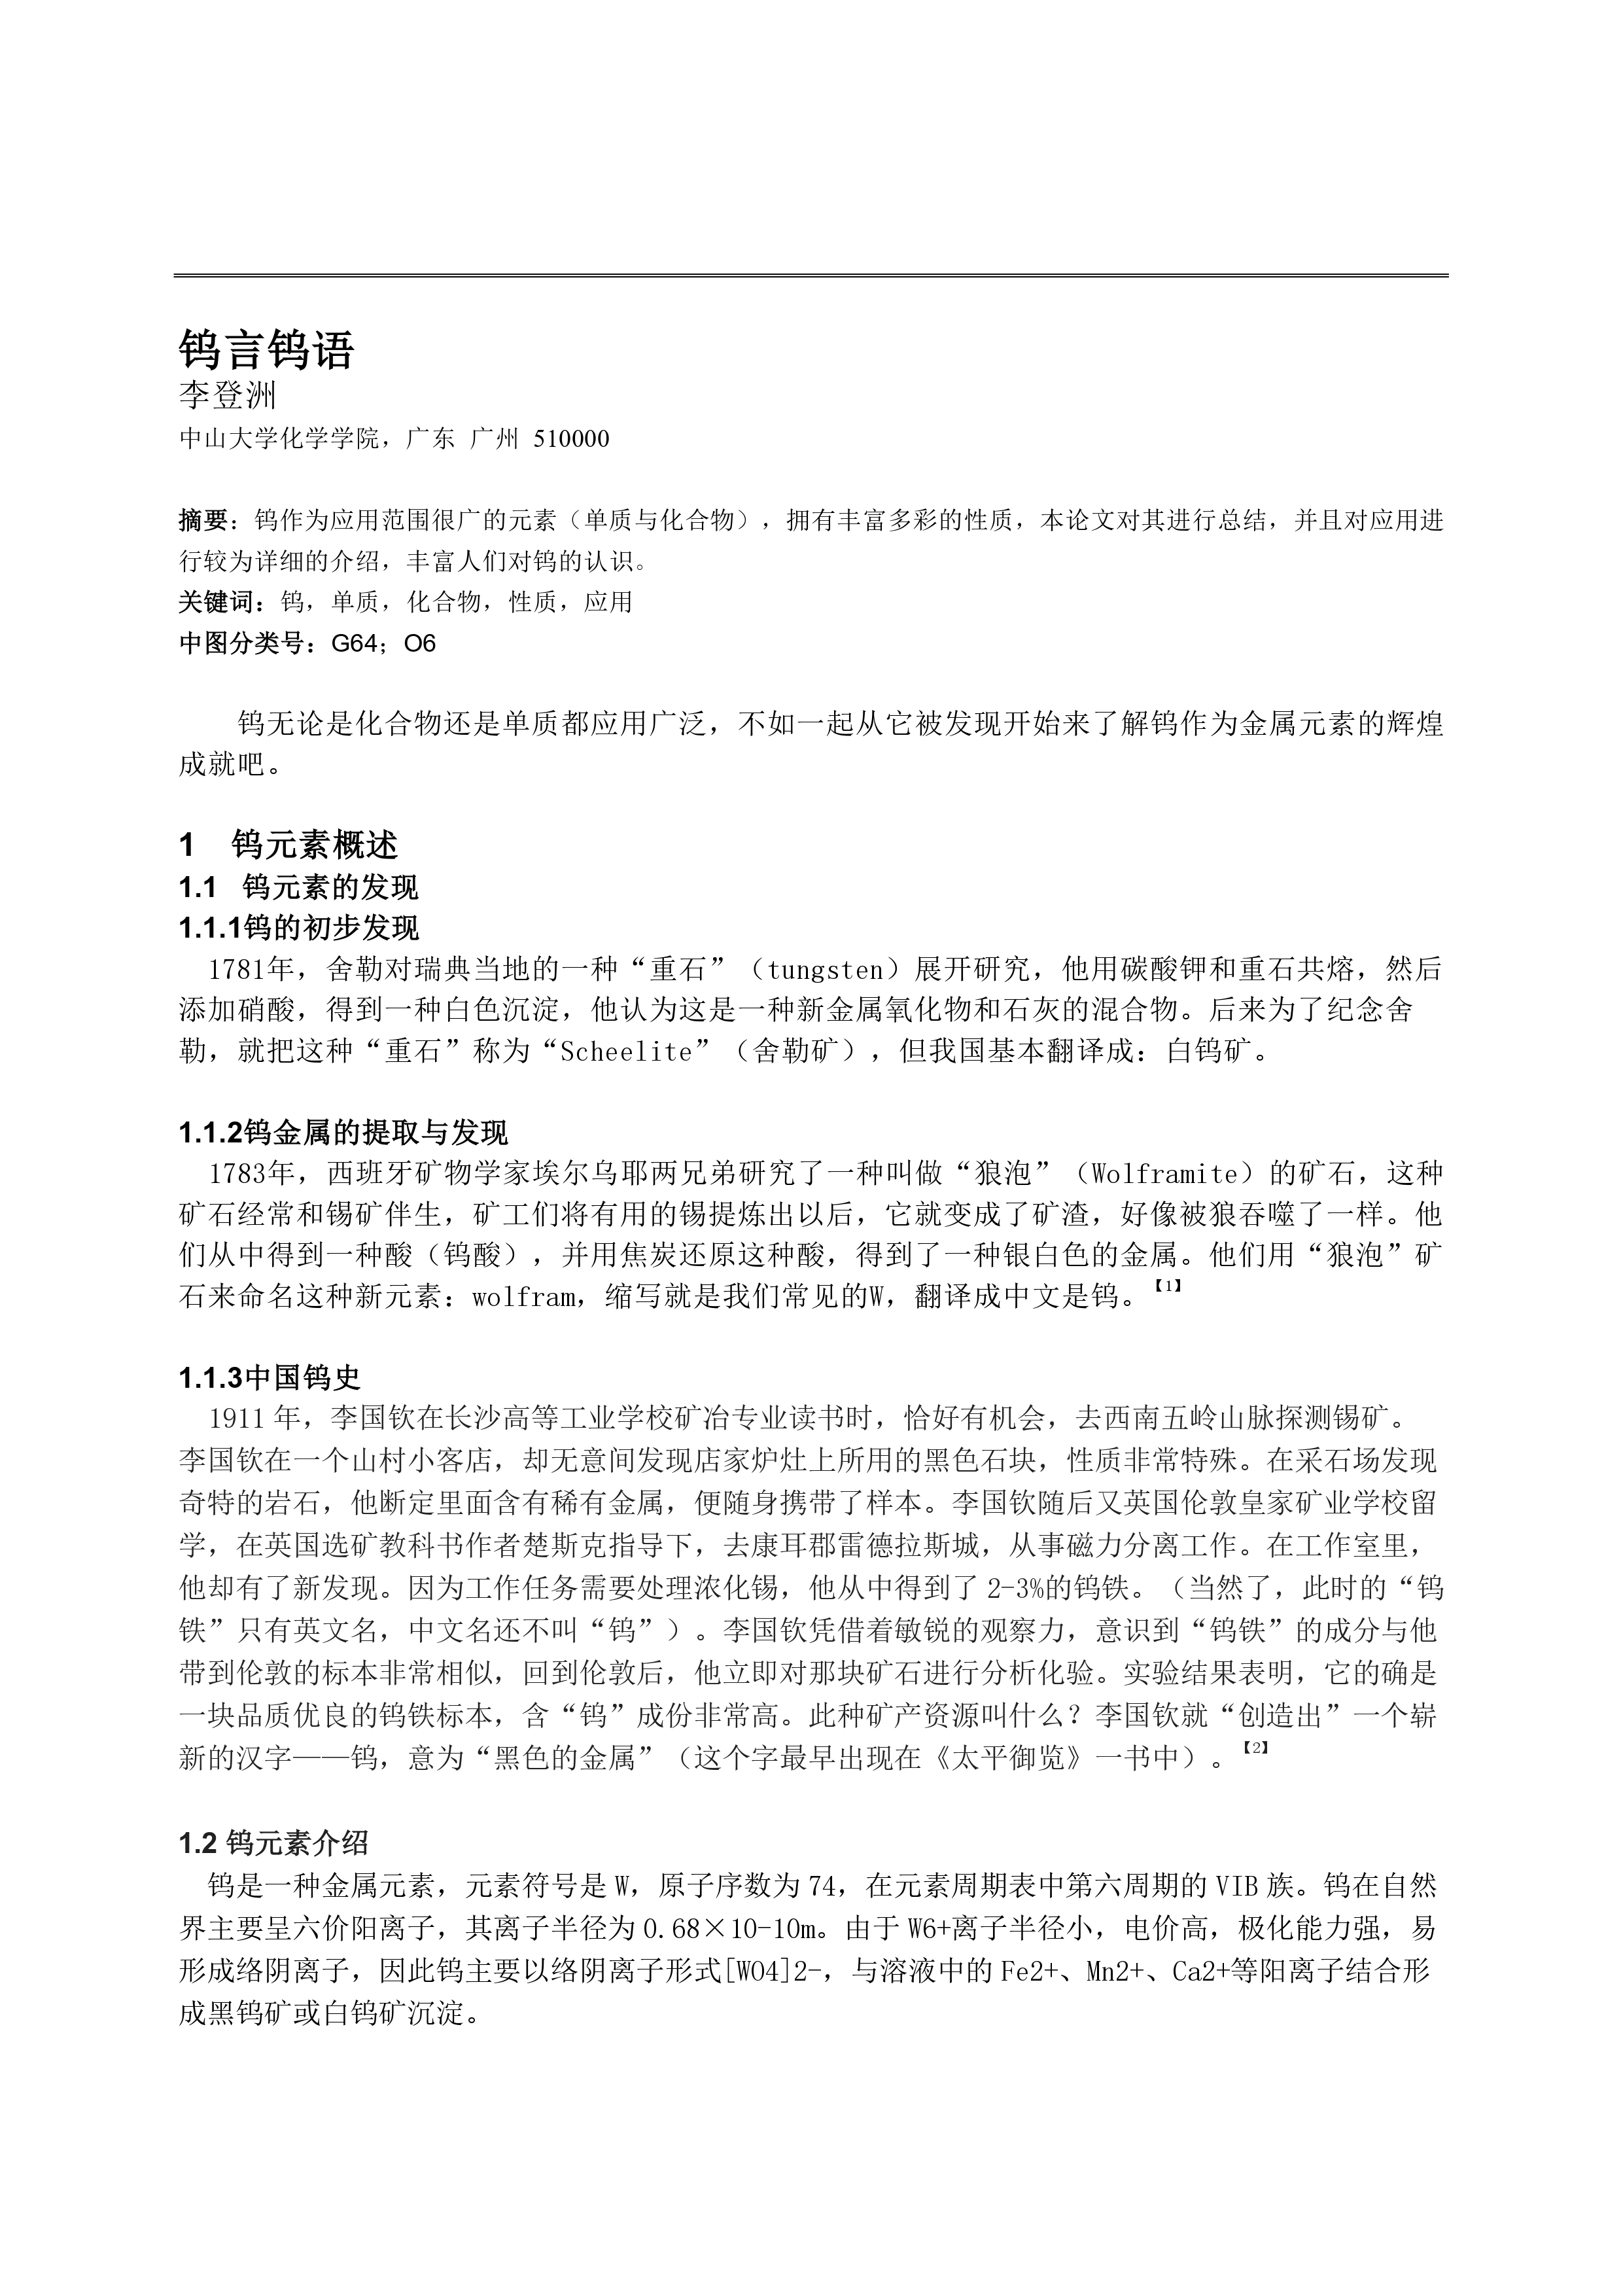 钨言钨语
李登洲
中山大学化学学院，广东 广州 510000
摘要：钨作为应用范围很广的元素（单质与化合物），拥有丰富多彩的性质，本论文对其进行总结，并且对应用进
行较为详细的介绍，丰富人们对钨的认识。
关键词：钨，单质，化合物，性质，应用
中图分类号：G64；O6
钨无论是化合物还是单质都应用广泛，不如一起从它被发现开始来了解钨作为金属元素的辉煌
成就吧。
1 钨元素概述
1.1 钨元素的发现
1.1.1钨的初步发现
1781年，舍勒对瑞典当地的一种“重石”（tungsten）展开研究，他用碳酸钾和重石共熔，然后
添加硝酸，得到一种白色沉淀，他认为这是一种新金属氧化物和石灰的混合物。后来为了纪念舍
勒，就把这种“重石”称为“Scheelite”（舍勒矿），但我国基本翻译成：白钨矿。
1.1.2钨金属的提取与发现
1783年，西班牙矿物学家埃尔乌耶两兄弟研究了一种叫做“狼泡”（Wolframite）的矿石，这种
矿石经常和锡矿伴生，矿工们将有用的锡提炼出以后，它就变成了矿渣，好像被狼吞噬了一样。他
们从中得到一种酸（钨酸），并用焦炭还原这种酸，得到了一种银白色的金属。他们用“狼泡”矿
石来命名这种新元素：wolfram，缩写就是我们常见的W，翻译成中文是钨。【1】
1.1.3中国钨史
1911 年，李国钦在长沙高等工业学校矿冶专业读书时，恰好有机会，去西南五岭山脉探测锡矿。
李国钦在一个山村小客店，却无意间发现店家炉灶上所用的黑色石块，性质非常特殊。在采石场发现
奇特的岩石，他断定里面含有稀有金属，便随身携带了样本。李国钦随后又英国伦敦皇家矿业学校留
学，在英国选矿教科书作者楚斯克指导下，去康耳郡雷德拉斯城，从事磁力分离工作。在工作室里，
他却有了新发现。因为工作任务需要处理浓化锡，他从中得到了 2-3%的钨铁。（当然了，此时的“钨
铁”只有英文名，中文名还不叫“钨”）。李国钦凭借着敏锐的观察力，意识到“钨铁”的成分与他
带到伦敦的标本非常相似，回到伦敦后，他立即对那块矿石进行分析化验。实验结果表明，它的确是
一块品质优良的钨铁标本，含“钨”成份非常高。此种矿产资源叫什么？李国钦就“创造出”一个崭
新的汉字——钨，意为“黑色的金属”（这个字最早出现在《太平御览》一书中）。【2】
1.2 钨元素介绍
钨是一种金属元素，元素符号是 W，原子序数为 74，在元素周期表中第六周期的 VIB 族。钨在自然
界主要呈六价阳离子，其离子半径为 0.68×10-10m。由于 W6+离子半径小，电价高，极化能力强，易
形成络阴离子，因此钨主要以络阴离子形式[WO4]2-，与溶液中的 Fe2+、Mn2+、Ca2+等阳离子结合形
成黑钨矿或白钨矿沉淀。